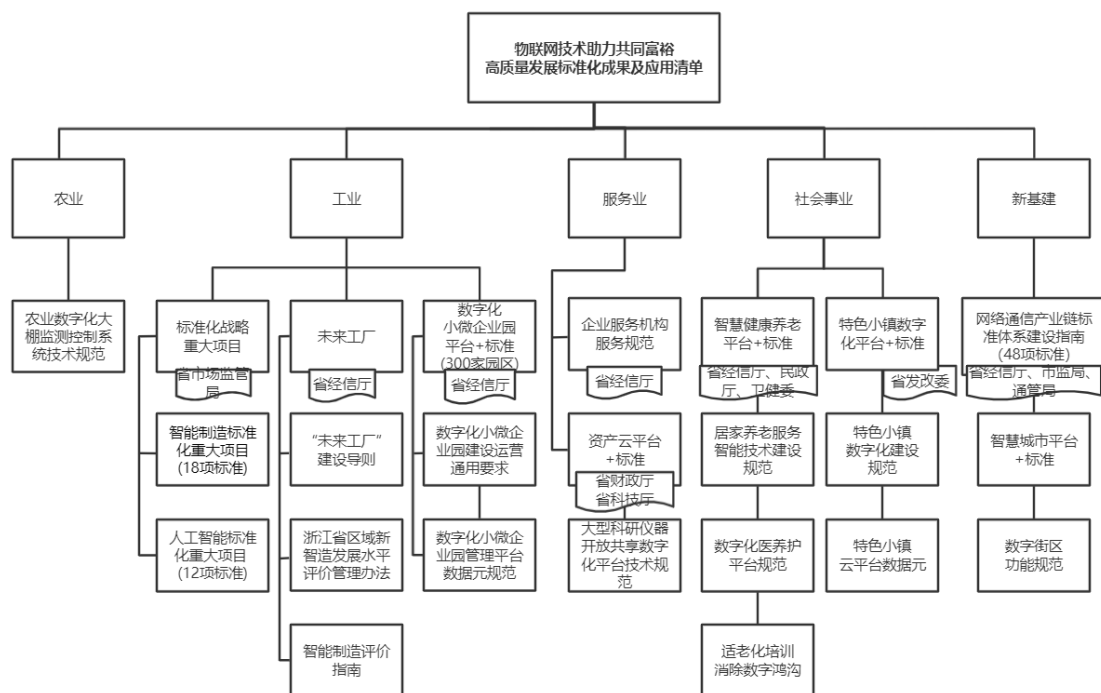 物联网技术助力共同富裕
高质量发展标准化成果及应用清单
农业
工业
服务业
社会事业
新基建
农业数字化大
棚监测控制系
统技术规范
标准化战略
重大项目
省市场监管
局
智能制造标准
化重大项目
(18项标准)
人工智能标准
化重大项目
(12项标准)
未来工厂
省经信厅
“未来工厂”
建设导则
浙江省区域新
智造发展水平
评价管理办法
智能制造评价
指南
数字化
小微企业园
平台+标准
(300家园区)
省经信厅
数字化小微企
业园建设运营
通用要求
数字化小微企
业园管理平台
数据元规范
企业服务机构
服务规范
省经信厅
资产云平台
+标准
省财政厅
省科技厅
大型科研仪器
开放共享数字
化平台技术规
范
智慧健康养老
平台+标准
省经信厅、民政
厅、卫健委
居家养老服务
智能技术建设
规范
数字化医养护
平台规范
适老化培训
消除数字鸿沟
特色小镇数字
化平台+标准
省发改委
特色小镇
数字化建设
规范
特色小镇
云平台数据元
网络通信产业链标
准体系建设指南
(48项标准)
省经信厅、市监局、
通管局
智慧城市平台
+标准
数字街区
功能规范